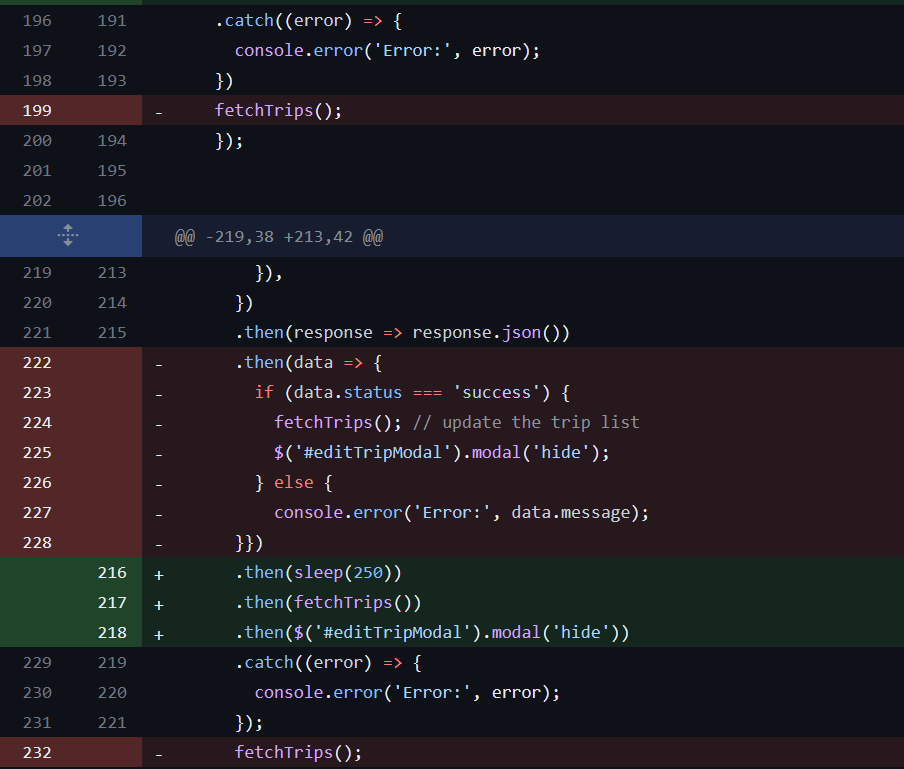 196 191 .catch((error) => {
197 192 console.error('Error:', error);
198 193 })
199 - fetchTrips();
200 194 });
201 195
202 196
@@ -219,38 +213,42 @@
219 213 }),
220 214 })
221 215 .then(response => response.json())
222 - .then(data => {
223 - if (data.status === 'success') {
224 - fetchTrips(); // update the trip list
225 - $('#editTripModal').modal('hide');
226 - } else {
227 - console.error('Error:', data.message);
228 - }})
216 + .then(sleep(250))
217 + .then(fetchTrips())
218 + .then($('#editTripModal').modal('hide'))
229 219 .catch((error) => {
230 220 console.error('Error:', error);
231 221 });
232 - fetchTrips();